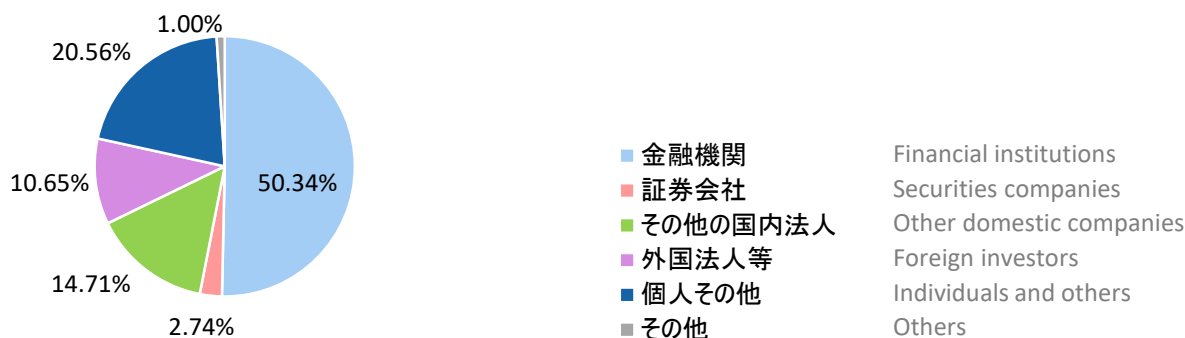 1.00%
20.56%
10.65%
50.34%
14.71%
2.74%
金融機関 Financial institutions
証券会社 Securities companies
その他の国内法人 Other domestic companies
外国法人等 Foreign investors
個人その他 Individuals and others
その他 Others